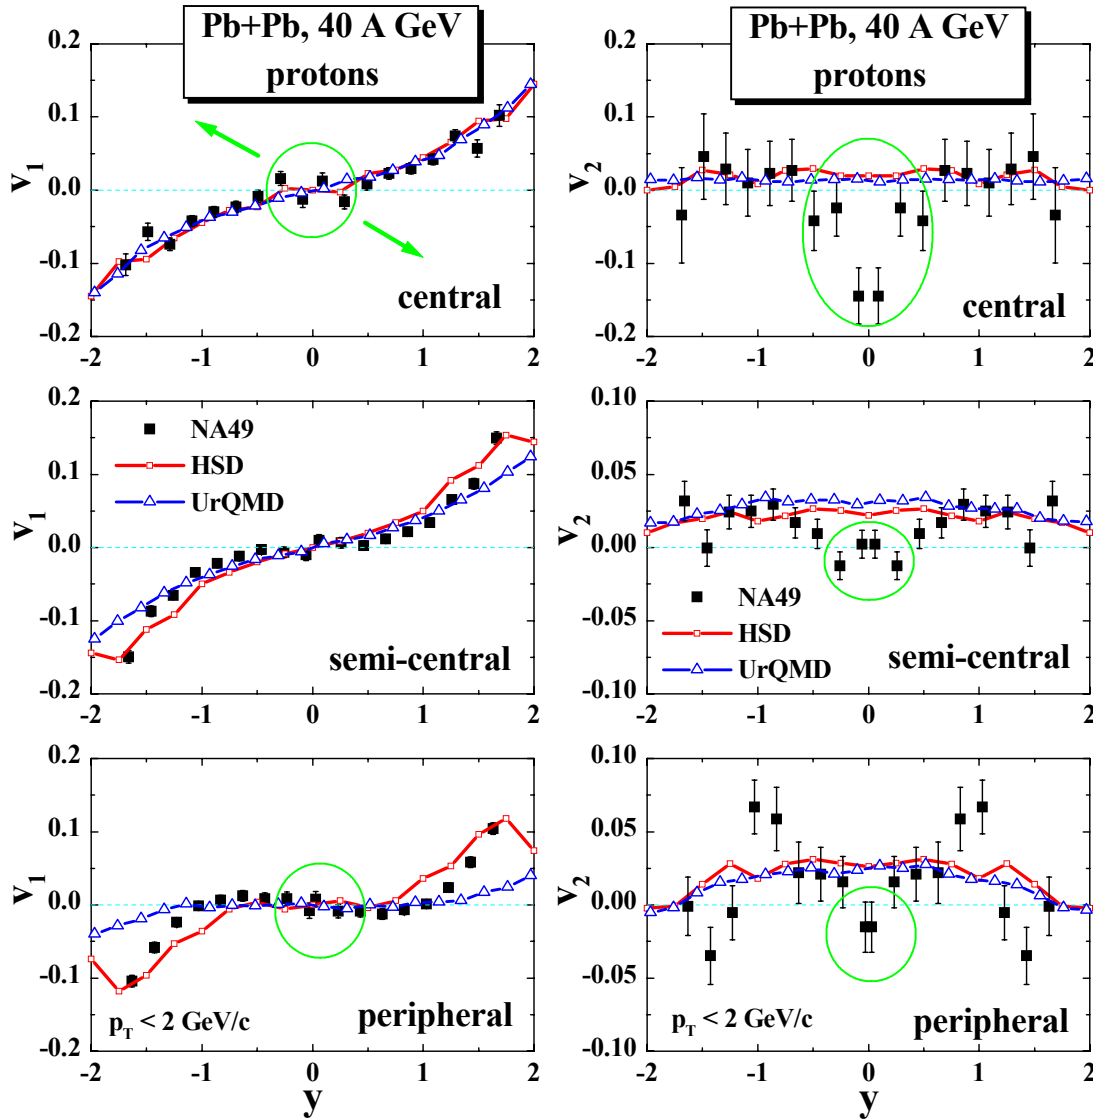 Pb+Pb, 40 A GeV
protons
0.2
0.1
0.0
-0.1
-0.2
v1
central
-2 -1 0 1 2
Pb+Pb, 40 A GeV
protons
0.2
0.1
0.0
-0.1
-0.2
v2
central
-2 -1 0 1 2
0.2
0.1
0.0
-0.1
-0.2
v1
NA49
HSD
UrQMD
semi-central
-2 -1 0 1 2
0.10
0.05
0.00
-0.05
-0.10
v2
NA49
HSD
UrQMD
semi-central
-2 -1 0 1 2
0.2
0.1
0.0
-0.1
-0.2
v1
pT < 2 GeV/c
peripheral
-2 -1 0 1 2
y
0.10
0.05
0.00
-0.05
-0.10
v2
pT < 2 GeV/c
peripheral
-2 -1 0 1 2
y